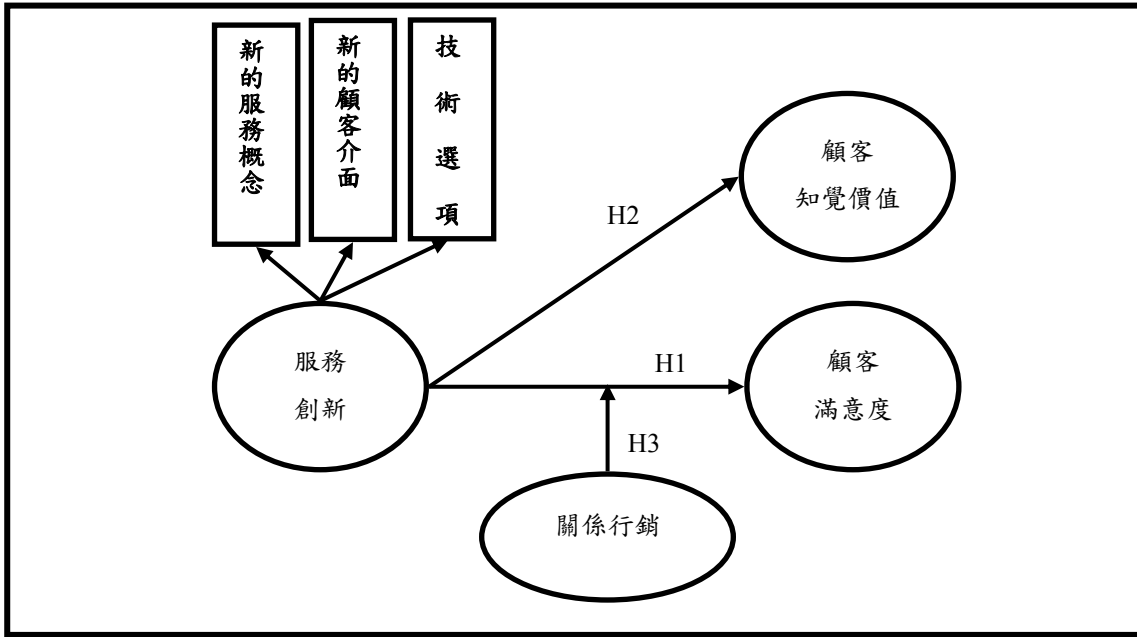 新的服務概念
新的顧客介面
技術選項
顧客
知覺價值
H2
服務
創新
H1
顧客
滿意度
H3
關係行銷